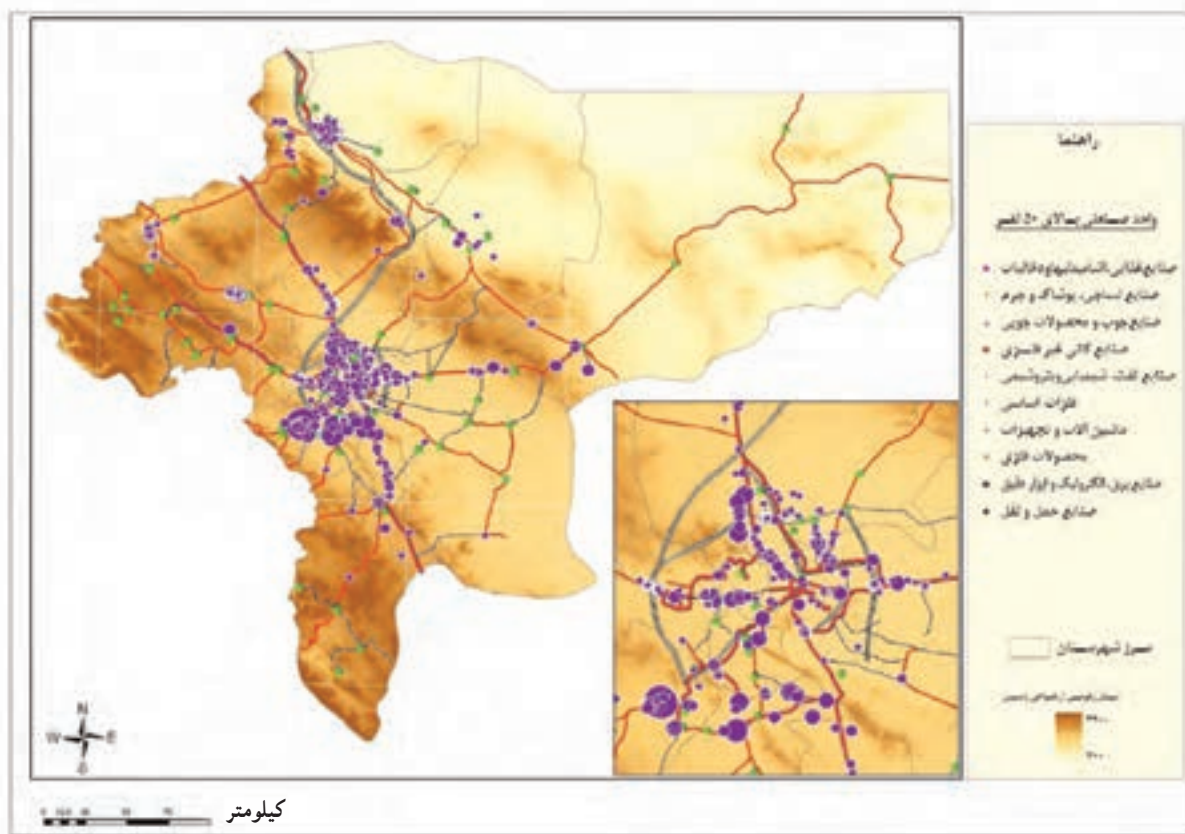 راهنما
واحد صنعتی بالای ۵۰ نفر
صنایع غذایی، آشامیدنیها و دخانیات
صنایع نساجی، پوشاک و چرم
صنایع چوب و محصولات چوبی
صنایع کانی غیر فلزی
صنایع نفت، شیمیایی و پتروشیمی
فلزات اساسی
ماشین آلات و تجهیزات
محصولات فلزی
صنایع برق، الکترونیک و ابزار دقیق
صنایع حمل و نقل
مرز شهرستان
N
W E
S
کیلومتر